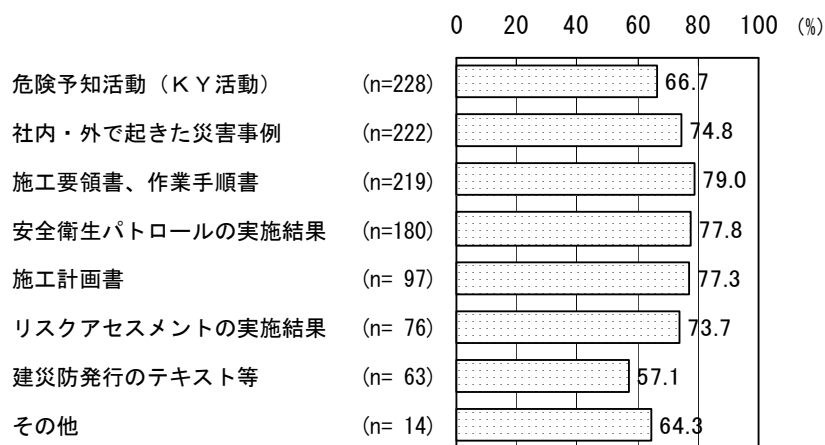 0 20 40 60 80 100 (%)
危険予知活動（ＫＹ活動） (n=228) 66.7
社内・外で起きた災害事例 (n=222) 74.8
施工要領書、作業手順書 (n=219) 79.0
安全衛生パトロールの実施結果 (n=180) 77.8
施工計画書 (n= 97) 77.3
リスクアセスメントの実施結果 (n= 76) 73.7
建災防発行のテキスト等 (n= 63) 57.1
その他 (n= 14) 64.3